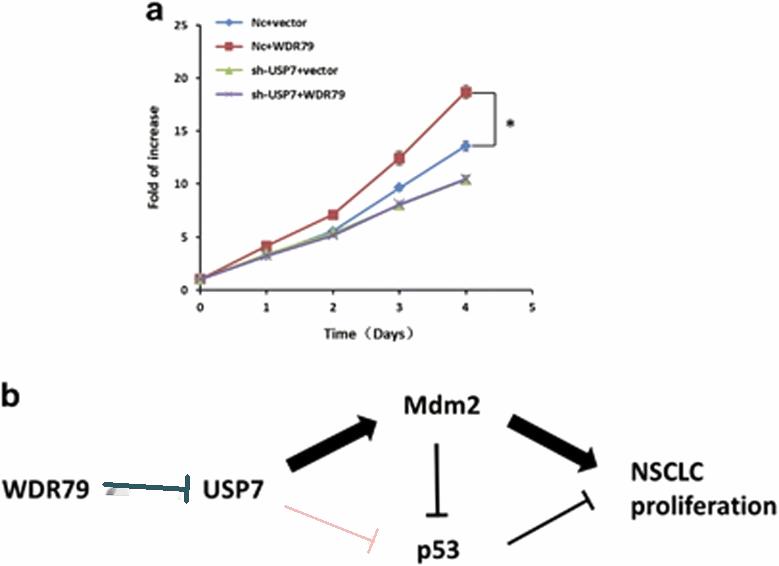 a
25
20
15
10
5
0
Fold of increase
Nc+vector
Nc+WDR79
sh-USP7+vector
sh-USP7+WDR79
*
0 1 2 3 4 5
Time（Days）
b
Mdm2
WDR79 USP7
NSCLC
proliferation
p53